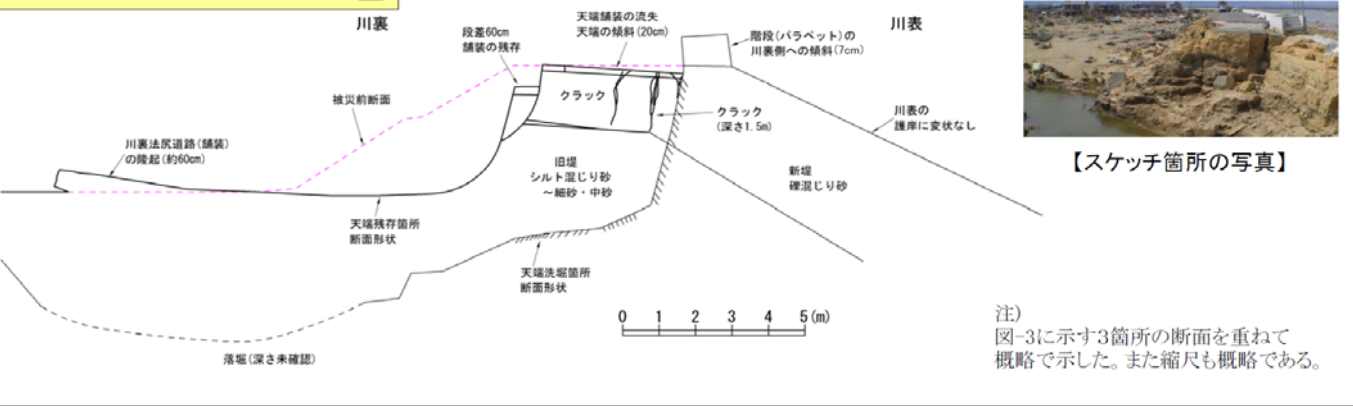 川裏
川表
天端舗装の流失
天端の傾斜(20cm)
段差60cm
舗装の残存
階段(パラペット)の
川裏側への傾斜(7cm)
被災前断面
クラック
クラック
(深さ1.5m)
川表の
護岸に変状なし
川裏法尻道路(舗装)
の隆起(約60cm)
旧堤
シルト混じり砂
～細砂・中砂
新堤
礫混じり砂
天端残存箇所
断面形状
天端洗堀箇所
断面形状
落堀(深さ未確認)
0 1 2 3 4 5(m)
【スケッチ箇所の写真】
注)
図-3に示す3箇所の断面を重ねて
概略で示した。また縮尺も概略である。